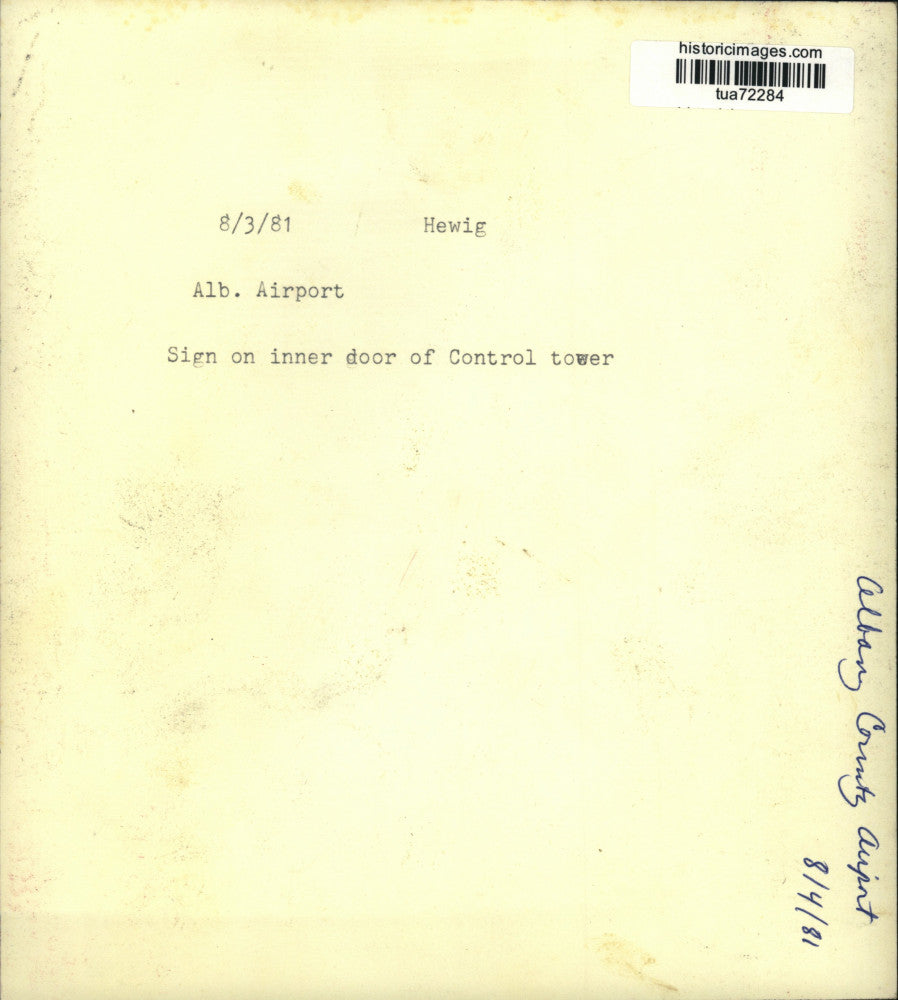 historicimages.com
tua72284
8/3/81 Hewig
Alb. Airport
Sign on inner door of Control tower
Albany County Airport
8/4/81